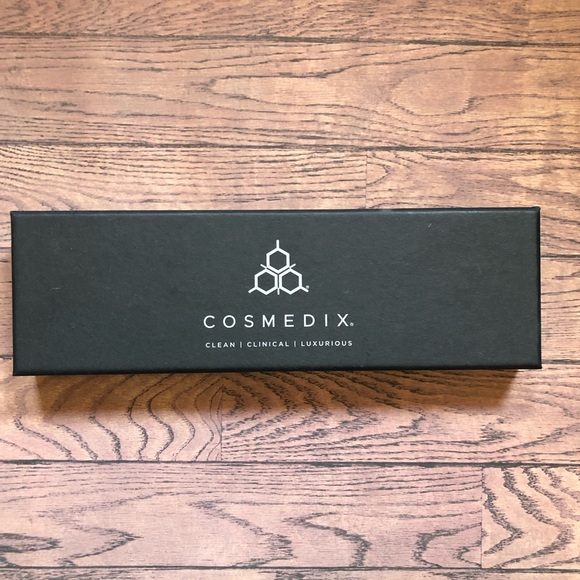 COSMEDIX®
CLEAN | CLINICAL | LUXURIOUS